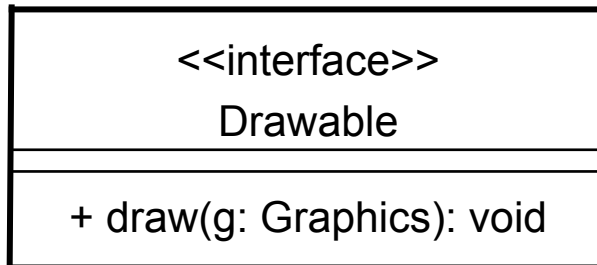 <<interface>>
Drawable
+ draw(g: Graphics): void